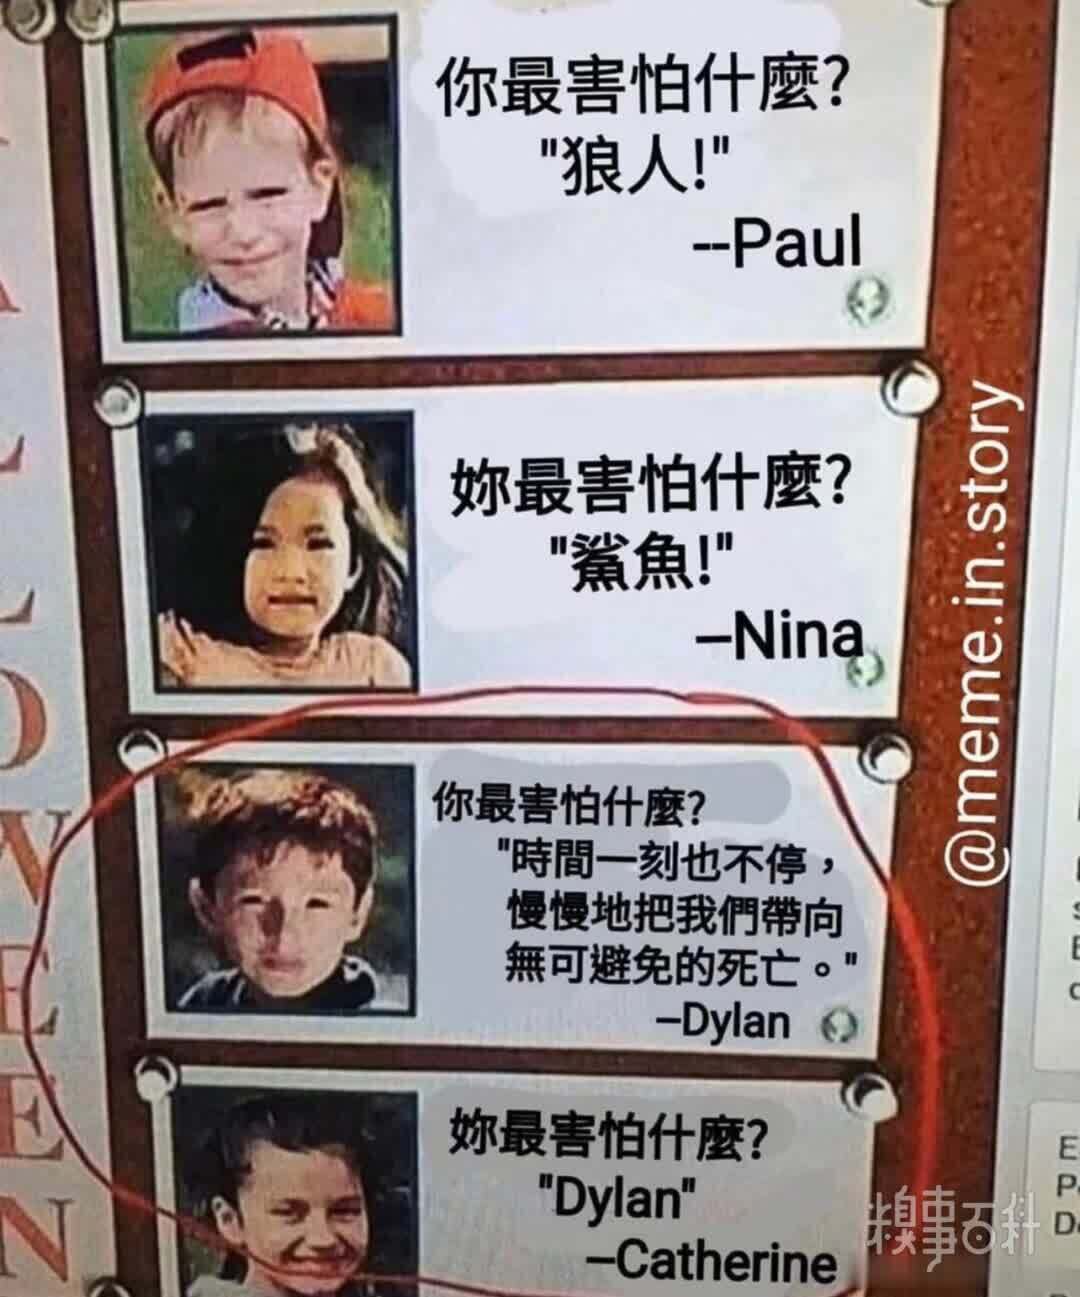 你最害怕什麼?
"狼人!"
--Paul
妳最害怕什麼?
"鯊魚!"
–Nina
你最害怕什麼?
"時間一刻也不停，
慢慢地把我們帶向
無可避免的死亡。"
–Dylan
妳最害怕什麼?
"Dylan"
–Catherine
@meme.in.story
糗事百科